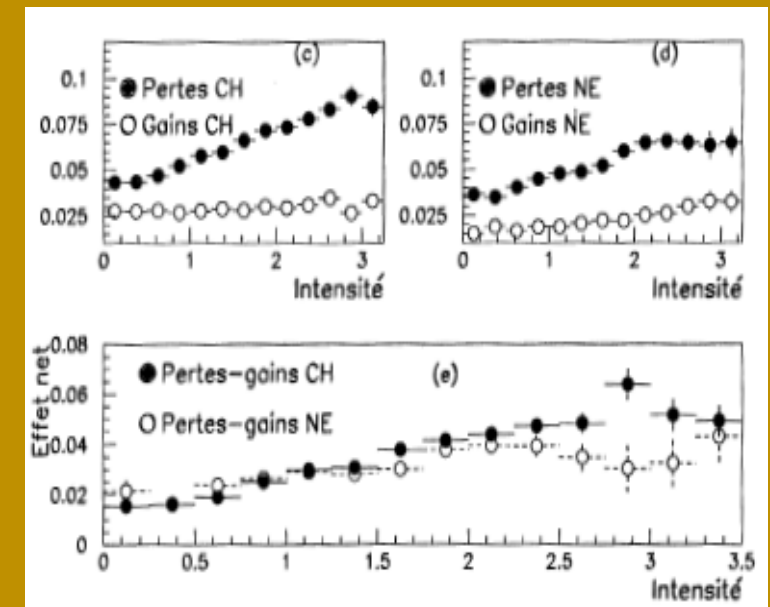 (c)
0.1
● Pertes CH
0.075
○ Gains CH
0.05
0.025
0 1 2 3
Intensité
(d)
0.1
● Pertes NE
0.075
○ Gains NE
0.05
0.025
0 1 2 3
Intensité
Effet net
0.08
● Pertes-gains CH (e)
0.06
○ Pertes-gains NE
0.04
0.02
0
0 0.5 1 1.5 2 2.5 3 3.5
Intensité